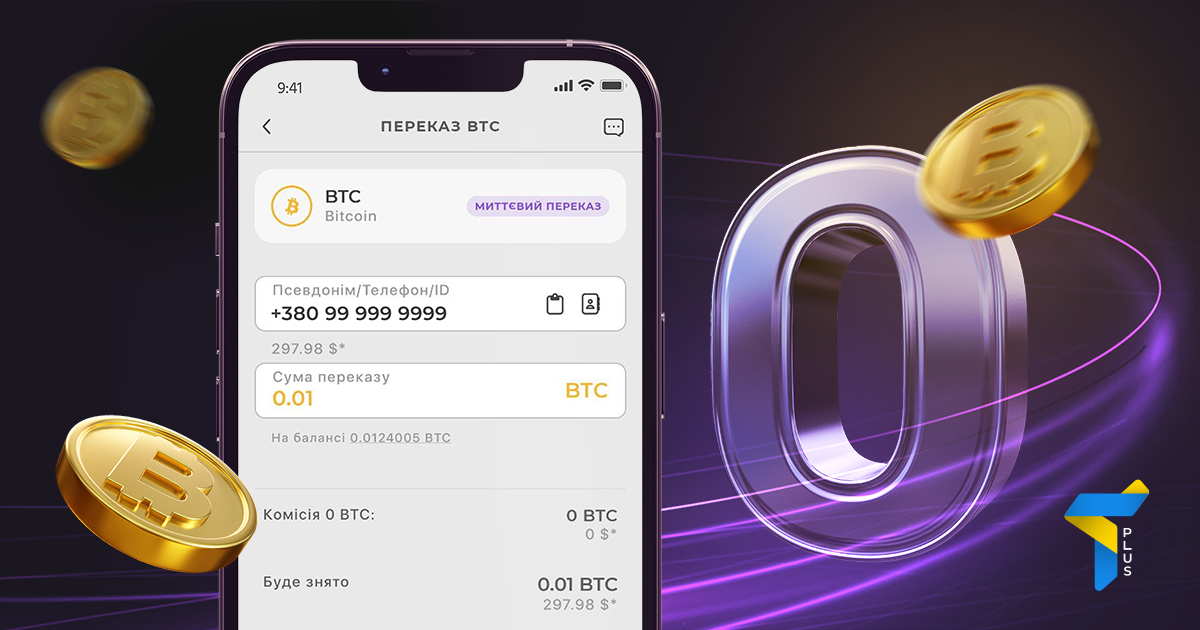 9:41
ПЕРЕКАЗ BTC
BTC
Bitcoin
МИТТЄВИЙ ПЕРЕКАЗ
Псевдонім/Телефон/ID
+380 99 999 9999
297.98 $*
Сума переказу
0.01 BTC
На балансі 0.0124005 BTC
Комісія 0 BTC: 0 BTC
0 $*
Буде знято 0.01 BTC
297.98 $*
0
T PLUS